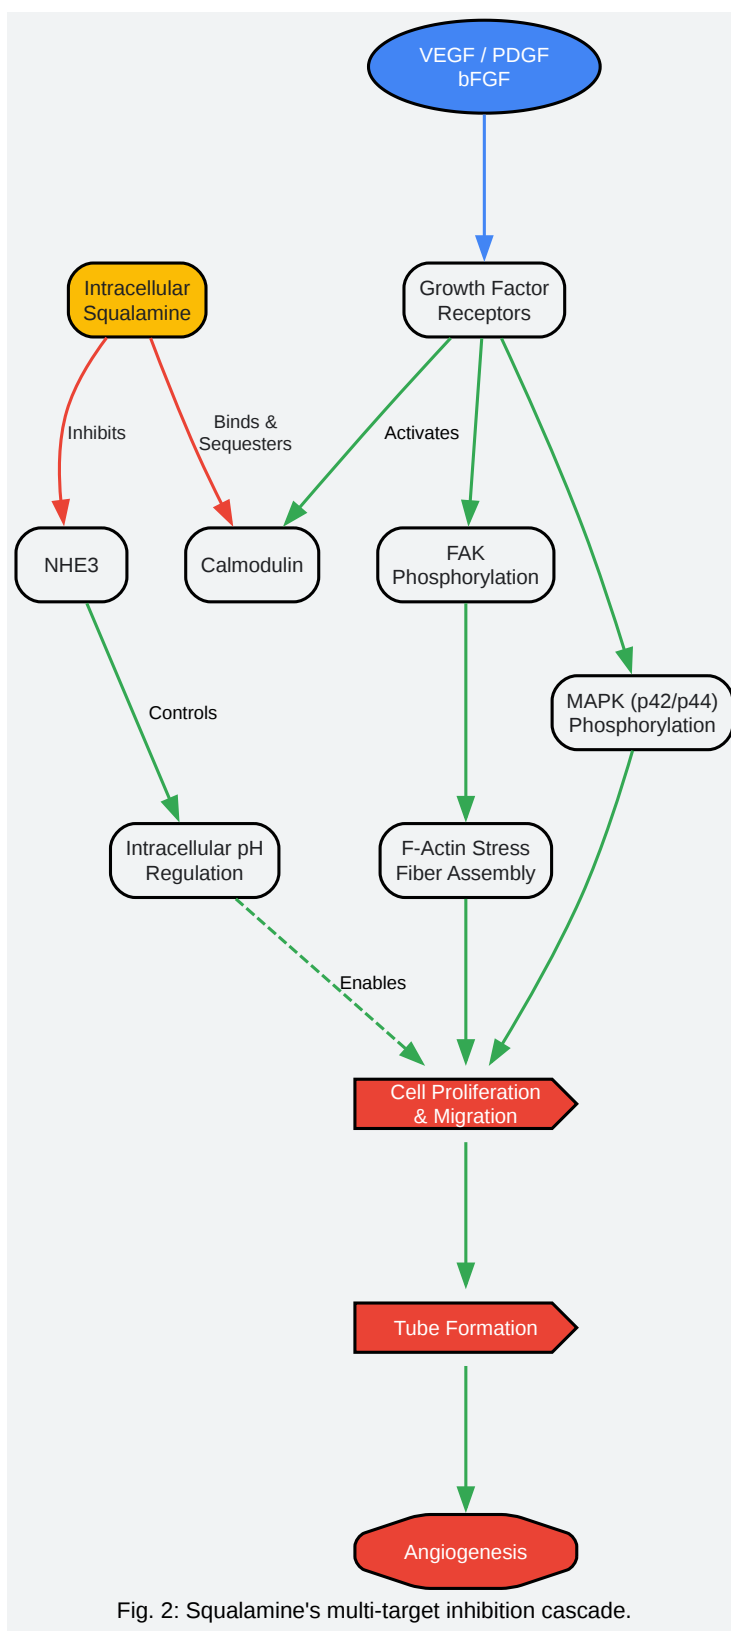 VEGF / PDGF
bFGF
Intracellular
Squalamine
Growth Factor
Receptors
Inhibits
Binds &
Sequesters
Activates
NHE3
Calmodulin
FAK
Phosphorylation
MAPK (p42/p44)
Phosphorylation
Controls
Intracellular pH
Regulation
F-Actin Stress
Fiber Assembly
Enables
Cell Proliferation
& Migration
Tube Formation
Angiogenesis
Fig. 2: Squalamine's multi-target inhibition cascade.